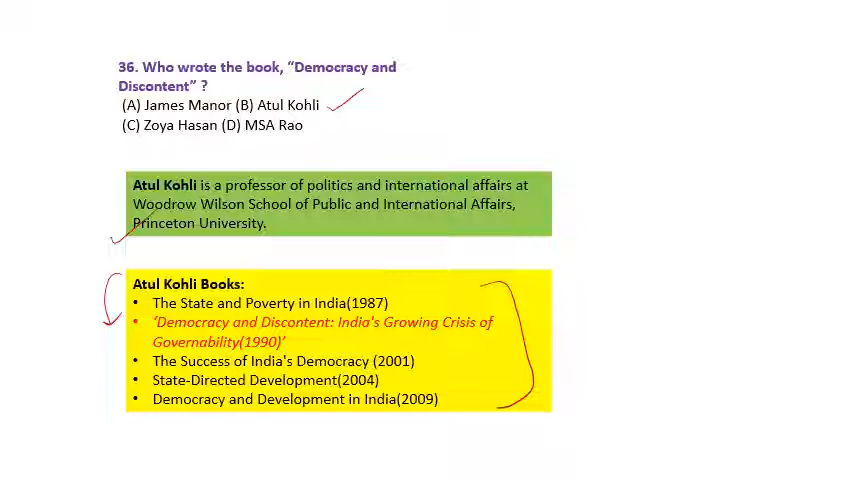 36. Who wrote the book, “Democracy and
Discontent” ?
(A) James Manor (B) Atul Kohli
(C) Zoya Hasan (D) MSA Rao
Atul Kohli is a professor of politics and international affairs at
Woodrow Wilson School of Public and International Affairs,
Princeton University.
Atul Kohli Books:
• The State and Poverty in India(1987)
• ‘Democracy and Discontent: India's Growing Crisis of
Governability(1990)’
• The Success of India's Democracy (2001)
• State-Directed Development(2004)
• Democracy and Development in India(2009)